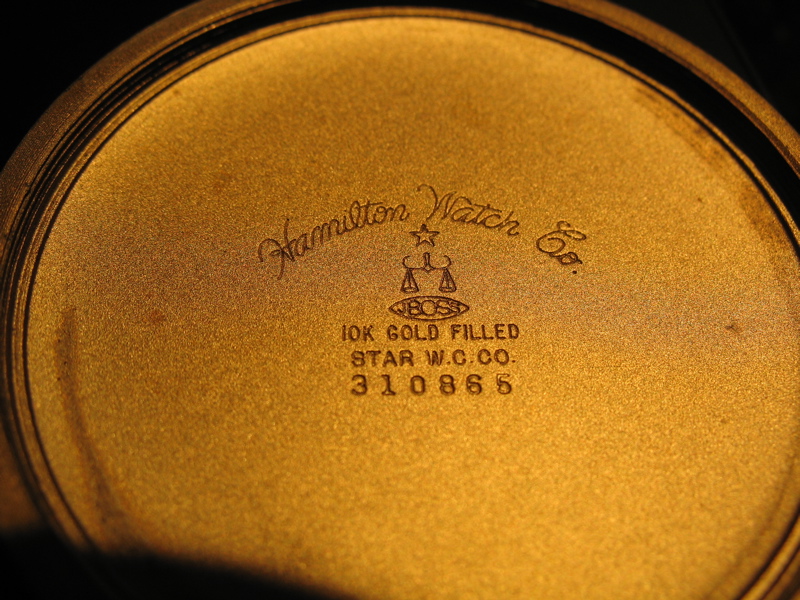 Hamilton Watch Co.
J.BOSS
10K GOLD FILLED
STAR W.C.CO.
310865